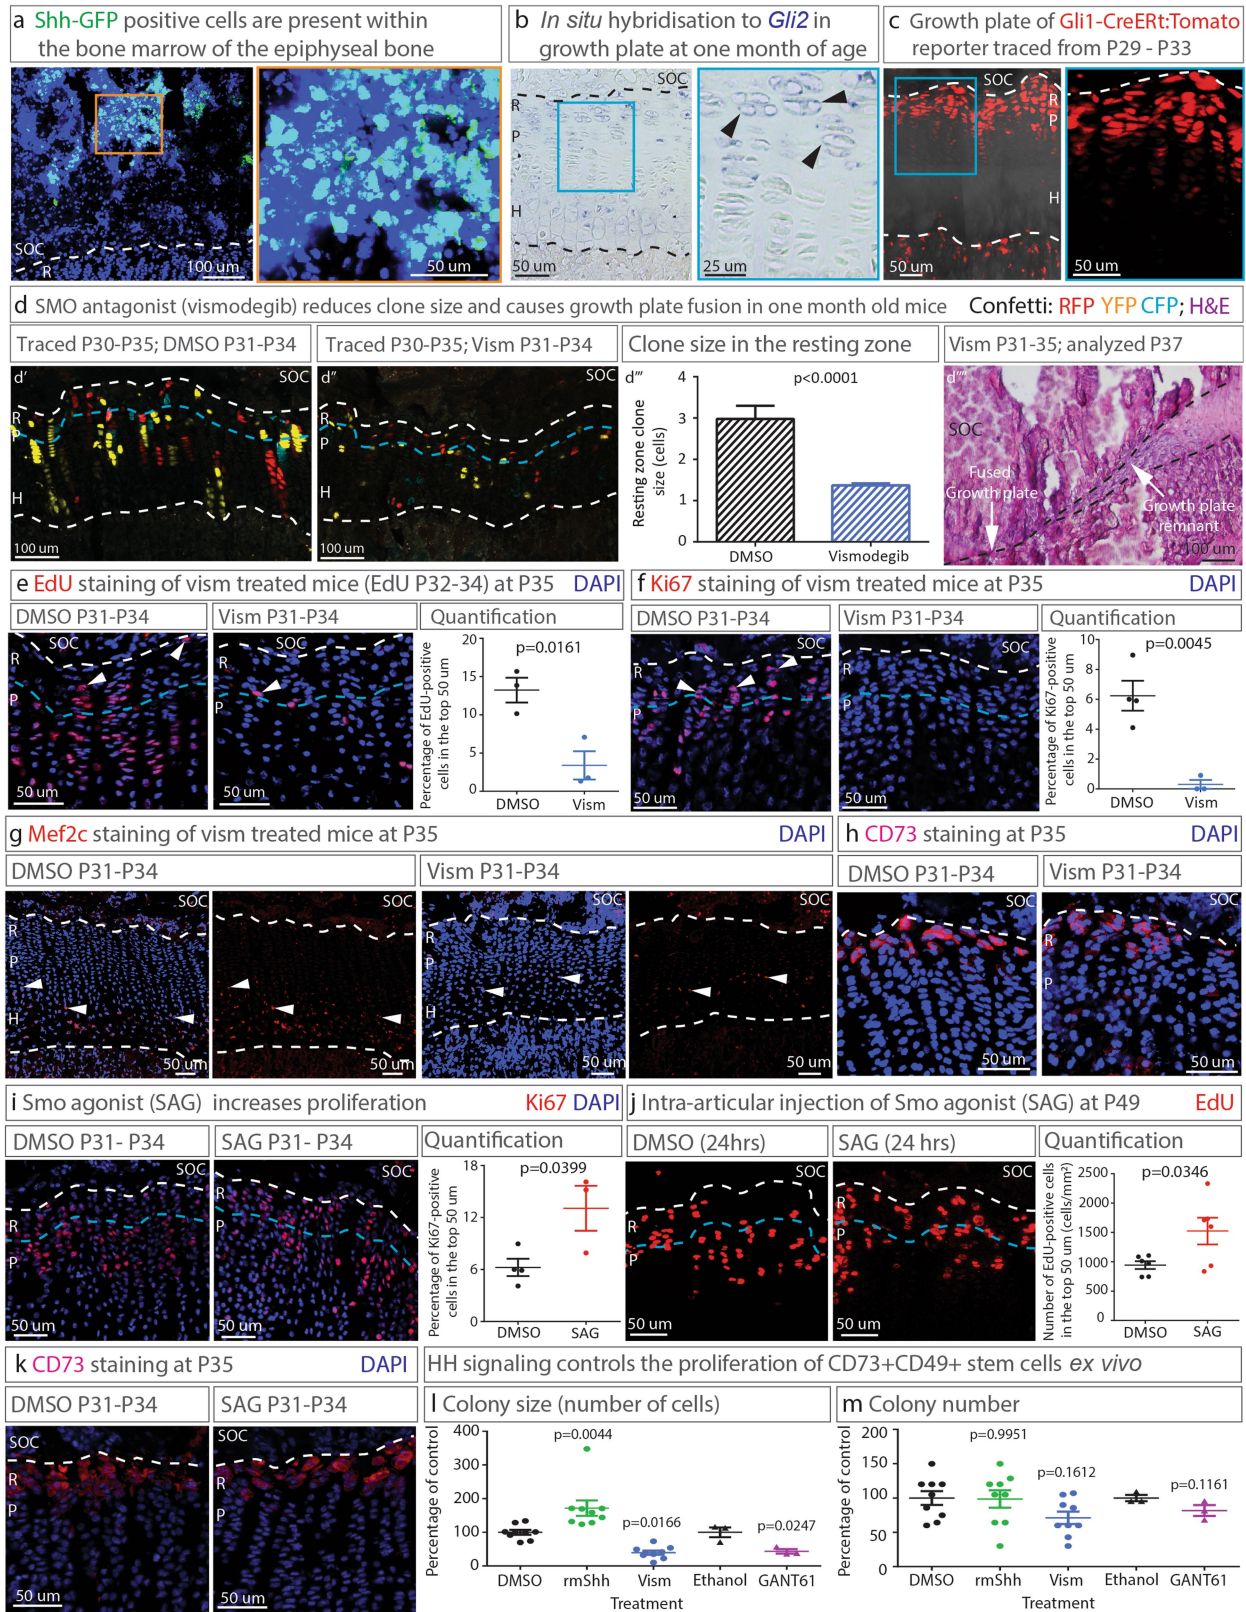 a Shh-GFP positive cells are present within
the bone marrow of the epiphyseal bone
SOC
R
100 um
50 um
b In situ hybridisation to Gli2 in
growth plate at one month of age
SOC
R
P
H
50 um
25 um
c Growth plate of Gli1-CreERt:Tomato
reporter traced from P29 - P33
SOC
R
P
H
50 um
50 um
d SMO antagonist (vismodegib) reduces clone size and causes growth plate fusion in one month old mice Confetti: RFP YFP CFP; H&E
Traced P30-P35; DMSO P31-P34
d'
SOC
R
P
H
100 um
Traced P30-P35; Vism P31-P34
d"
SOC
R
P
H
100 um
Clone size in the resting zone
d'''
p<0.0001
Resting zone clone
size (cells)
4
3
2
1
0
DMSO
Vismodegib
Vism P31-35; analyzed P37
d''''
SOC
Fused
Growth plate
Growth plate
remnant
100 um
e EdU staining of vism treated mice (EdU P32-34) at P35 DAPI
DMSO P31-P34
SOC
R
P
50 um
Vism P31-P34
SOC
R
P
50 um
Quantification
p=0.0161
Percentage of EdU-positive
cells in the top 50 um
20
15
10
5
0
DMSO
Vism
f Ki67 staining of vism treated mice at P35 DAPI
DMSO P31-P34
SOC
R
P
50 um
Vism P31-P34
SOC
R
P
50 um
Quantification
p=0.0045
Percentage of Ki67-positive
cells in the top 50 um
10
8
6
4
2
0
DMSO
Vism
g Mef2c staining of vism treated mice at P35 DAPI
DMSO P31-P34
SOC
R
P
H
50 um
SOC
50 um
Vism P31-P34
SOC
R
P
H
50 um
SOC
50 um
h CD73 staining at P35 DAPI
DMSO P31-P34
SOC
R
P
50 um
Vism P31-P34
SOC
R
P
50 um
i Smo agonist (SAG) increases proliferation Ki67 DAPI
DMSO P31- P34
SOC
R
R
P
50 um
SAG P31- P34
SOC
R
P
50 um
Quantification
p=0.0399
Percentage of Ki67-positive
cells in the top 50 um
18
12
6
0
DMSO
SAG
j Intra-articular injection of Smo agonist (SAG) at P49 EdU
DMSO (24hrs)
SOC
R
P
50 um
SAG (24 hrs)
SOC
R
P
50 um
Quantification
p=0.0346
Number of EdU-positive cells
in the top 50 um (cells/mm²)
2500
2000
1500
1000
500
0
DMSO
SAG
k CD73 staining at P35 DAPI
DMSO P31-P34
SOC
R
P
50 um
SAG P31-P34
SOC
R
P
50 um
HH signaling controls the proliferation of CD73+CD49+ stem cells ex vivo
l Colony size (number of cells)
Percentage of control
400
300
200
100
0
p=0.0044
p=0.0166
p=0.0247
DMSO
rmShh
Vism
Ethanol
GANT61
Treatment
m Colony number
Percentage of control
200
150
100
50
0
p=0.9951
p=0.1612
p=0.1161
DMSO
rmShh
Vism
Ethanol
GANT61
Treatment